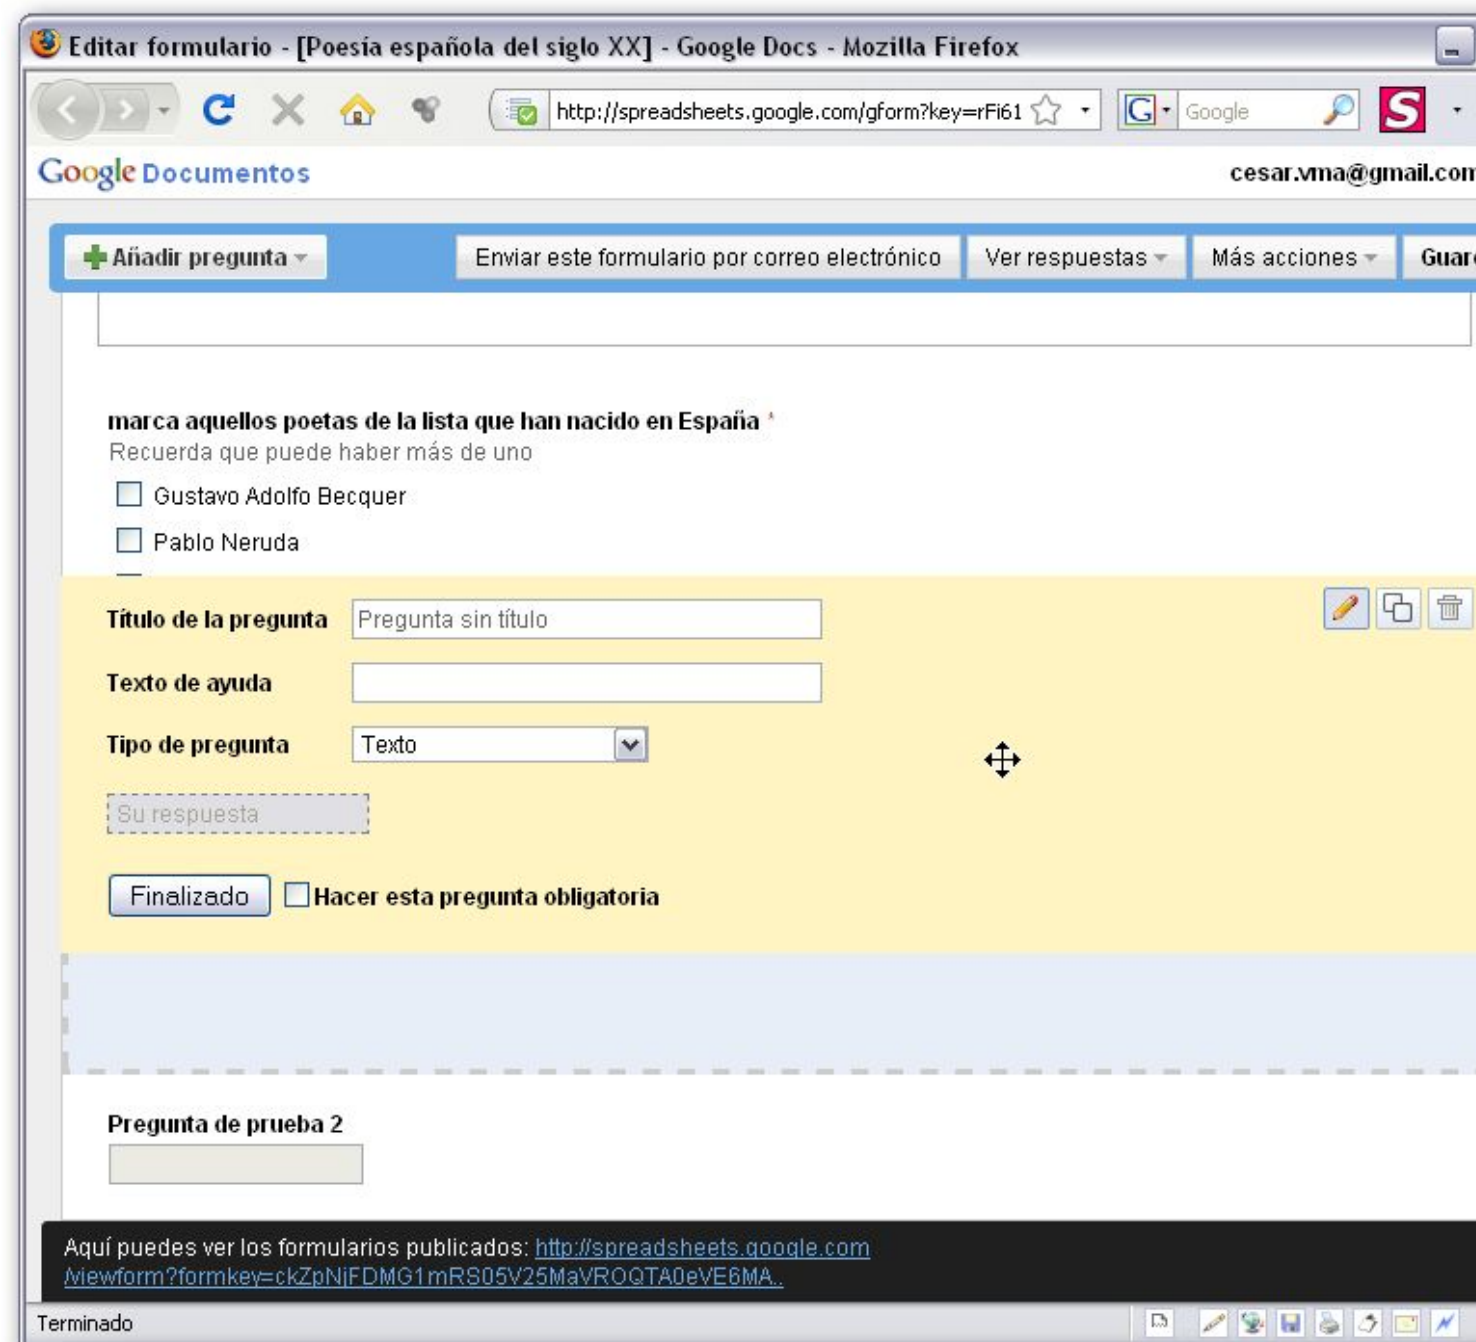 Editar formulario - [Poesía española del siglo XX] - Google Docs - Mozilla Firefox
http://spreadsheets.google.com/gform?key=rFi61
G
Google
S
Google Documentos
cesar.vma@gmail.com
Añadir pregunta
Enviar este formulario por correo electrónico
Ver respuestas
Más acciones
Guar
marca aquellos poetas de la lista que han nacido en España *
Recuerda que puede haber más de uno
Gustavo Adolfo Becquer
Pablo Neruda
Título de la pregunta
Pregunta sin título
Texto de ayuda
Tipo de pregunta
Texto
Su respuesta
Finalizado
Hacer esta pregunta obligatoria
Pregunta de prueba 2
Aquí puedes ver los formularios publicados: http://spreadsheets.google.com
/viewform?formkey=ckZpNjFDMG1mRS05V25MaVROQTA0eVE6MA..
Terminado